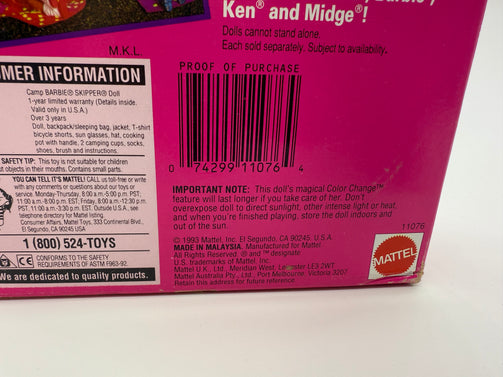 Ken® and Midge®!
Dolls cannot stand alone.
Each sold separately. Subject to availability.
M.K.L.
MER INFORMATION
Camp BARBIE® SKIPPER® Doll
1-year limited warranty (Details inside.
Valid only in U.S.A.)
Over 3 years
Doll, backpack/sleeping bag, jacket, T-shirt
bicycle shorts, sun glasses, hat, cooking
pot with handle, 2 camping cups, socks,
shoes, brush and instructions.
SAFETY TIP: This toy is not suitable for children
objects in their mouths. Contains small parts.
YOU CAN TELL IT'S MATTEL! CALL us toll-free
with any comments or questions about our toys or
service. Monday-Thursday, 8:00 a.m.-5:00 p.m. PST;
11:00 a.m.-8:00 p.m. EST; Friday, 8:00 a.m.-12:30 p.m.
PST, 11:00 a.m.-3:30 p.m. EST. Outside U.S.A., see
telephone directory for Mattel listing.
Consumer Affairs, Mattel Toys, 333 Continental Blvd.,
El Segundo, CA 90245 USA.
1 (800) 524-TOYS
CE CONFORMS TO THE SAFETY
REQUIREMENTS OF ASTM F963-92.
We are dedicated to quality products.
PROOF OF PURCHASE
0 74299 11076 4
IMPORTANT NOTE: This doll's magical Color Change™
feature will last longer if you take care of her. Don't
overexpose doll to direct sunlight, other intense light or heat,
and when you're finished playing, store the doll indoors and
out of the sun.
11076
© 1993 Mattel, Inc. El Segundo, CA 90245. U.S.A.
MADE IN MALAYSIA. Manufactured for Mattel.
All Rights Reserved. ® and ™ designate
U.S. trademarks of Mattel, Inc.
Mattel U.K., Ltd., Meridian West, Leicester LE3 2WT
Mattel Australia Pty., Ltd., Port Melbourne, Victoria 3207
Retain this address for future reference.
MATTEL